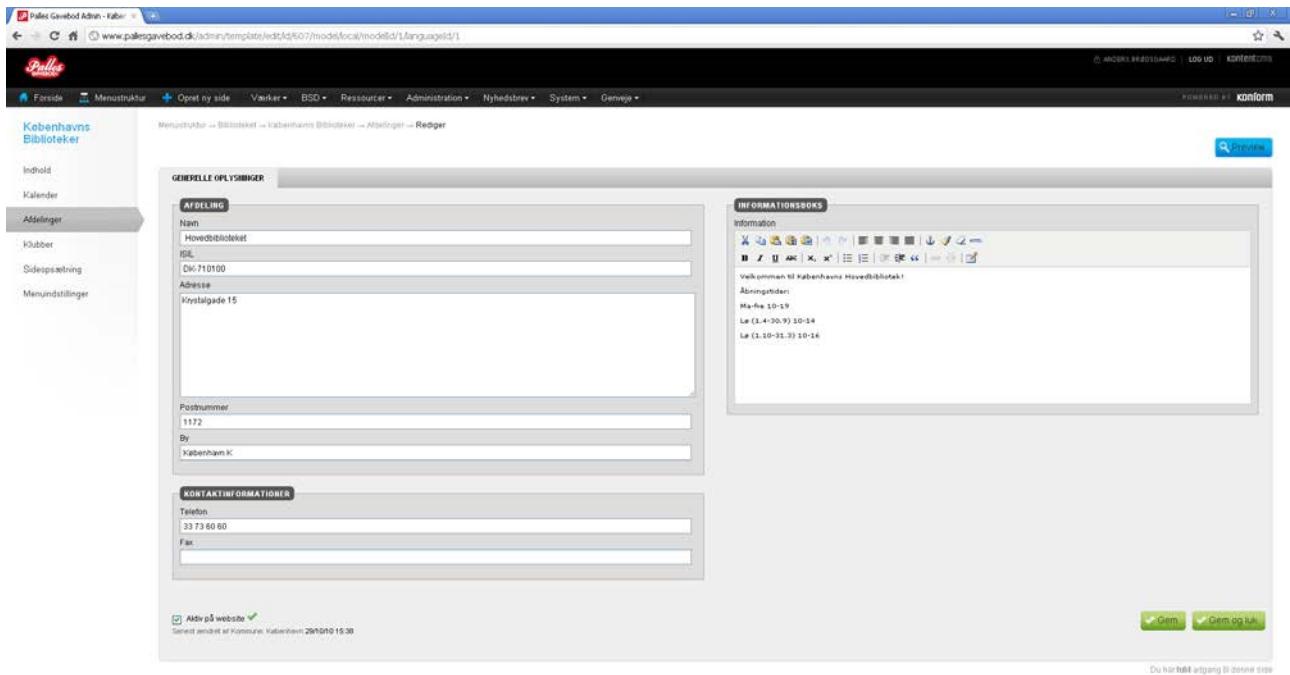 Palles Gavebod Admin - Køber
www.pallesgavebod.dk/admin/template/edit/id/607/model/local/modelId/1/languageId/1
Palles
GAVEBOD
LOG UD kontentcms
Forside Menustruktur Opret ny side Værker BSD Ressourcer Administration Nyhedsbrev System Genveje
POWERED BY konform
Københavns
Biblioteker
Menustruktur → Biblioteket → Københavns Biblioteker → Afdelinger → Rediger
Preview
Indhold
Kalender
Afdelinger
Klubber
Sideopsætning
Menuindstillinger
GENERELLE OPLYSNINGER
AFDELING
Navn
Hovedbiblioteket
ISIL
DK-710100
Adresse
Krystalgade 15
Postnummer
1172
By
København K
KONTAKTINFORMATIONER
Telefon
33 73 60 60
Fax
INFORMATIONSBOKS
Information
Velkommen til Københavns Hovedbibliotek!
Åbningstider:
Ma-fre 10-19
Lø (1.4-30.9) 10-14
Lø (1.10-31.3) 10-16
Aktiv på website
Senest ændret af Kommune: København 29/10/10 15:38
Gem Gem og luk
Du har fuld adgang til denne side